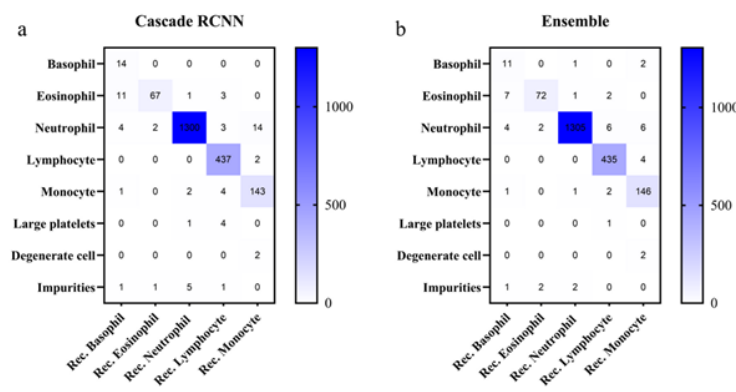 a
Cascade RCNN
Basophil 14 0 0 0 0
Eosinophil 11 67 1 3 0
Neutrophil 4 2 3 14
Lymphocyte 0 0 0 437 2
Monocyte 1 0 2 4 143
Large platelets 0 0 1 4 0
Degenerate cell 0 0 0 0 2
Impurities 1 1 5 1 0
Rec. Basophil
Rec. Eosinophil
Rec. Neutrophil
Rec. Lymphocyte
Rec. Monocyte
1000
500
0
b
Ensemble
Basophil 11 0 1 0 2
Eosinophil 7 72 1 2 0
Neutrophil 4 2 6 6
Lymphocyte 0 0 0 435 4
Monocyte 1 0 1 2 146
Large platelets 0 0 0 1 0
Degenerate cell 0 0 0 0 2
Impurities 1 2 2 0 0
Rec. Basophil
Rec. Eosinophil
Rec. Neutrophil
Rec. Lymphocyte
Rec. Monocyte
1000
500
0